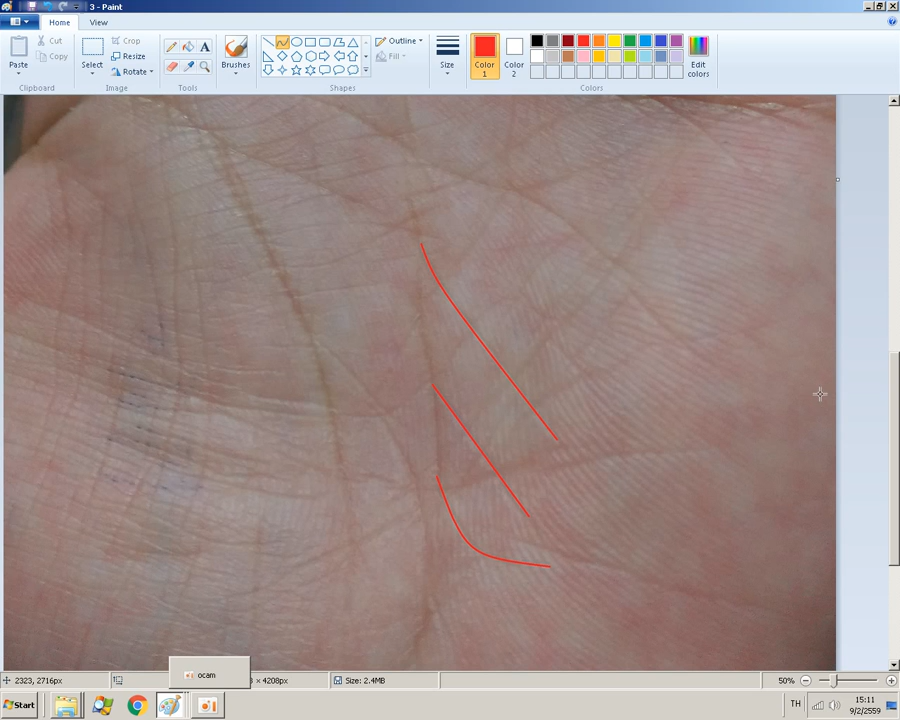 3 - Paint
Home
View
Paste
Cut
Copy
Clipboard
Select
Crop
Resize
Rotate
Image
A
Tools
Brushes
Outline
Fill
Shapes
Size
Color
1
Color
2
Edit
colors
Colors
ocam
2323, 2716px
× 4208px
Size: 2.4MB
50%
Start
TH
15:11
9/2/2559